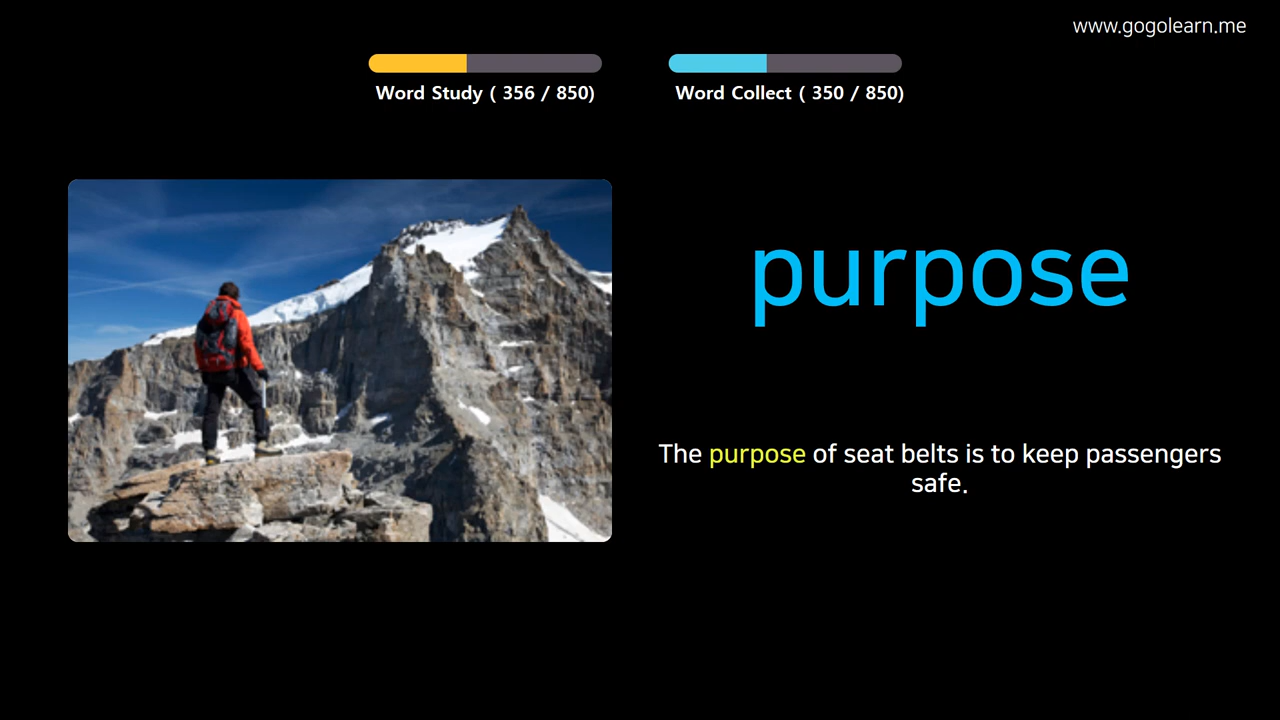 www.gogolearn.me
Word Study ( 356 / 850)
Word Collect ( 350 / 850)
purpose
The purpose of seat belts is to keep passengers
safe.